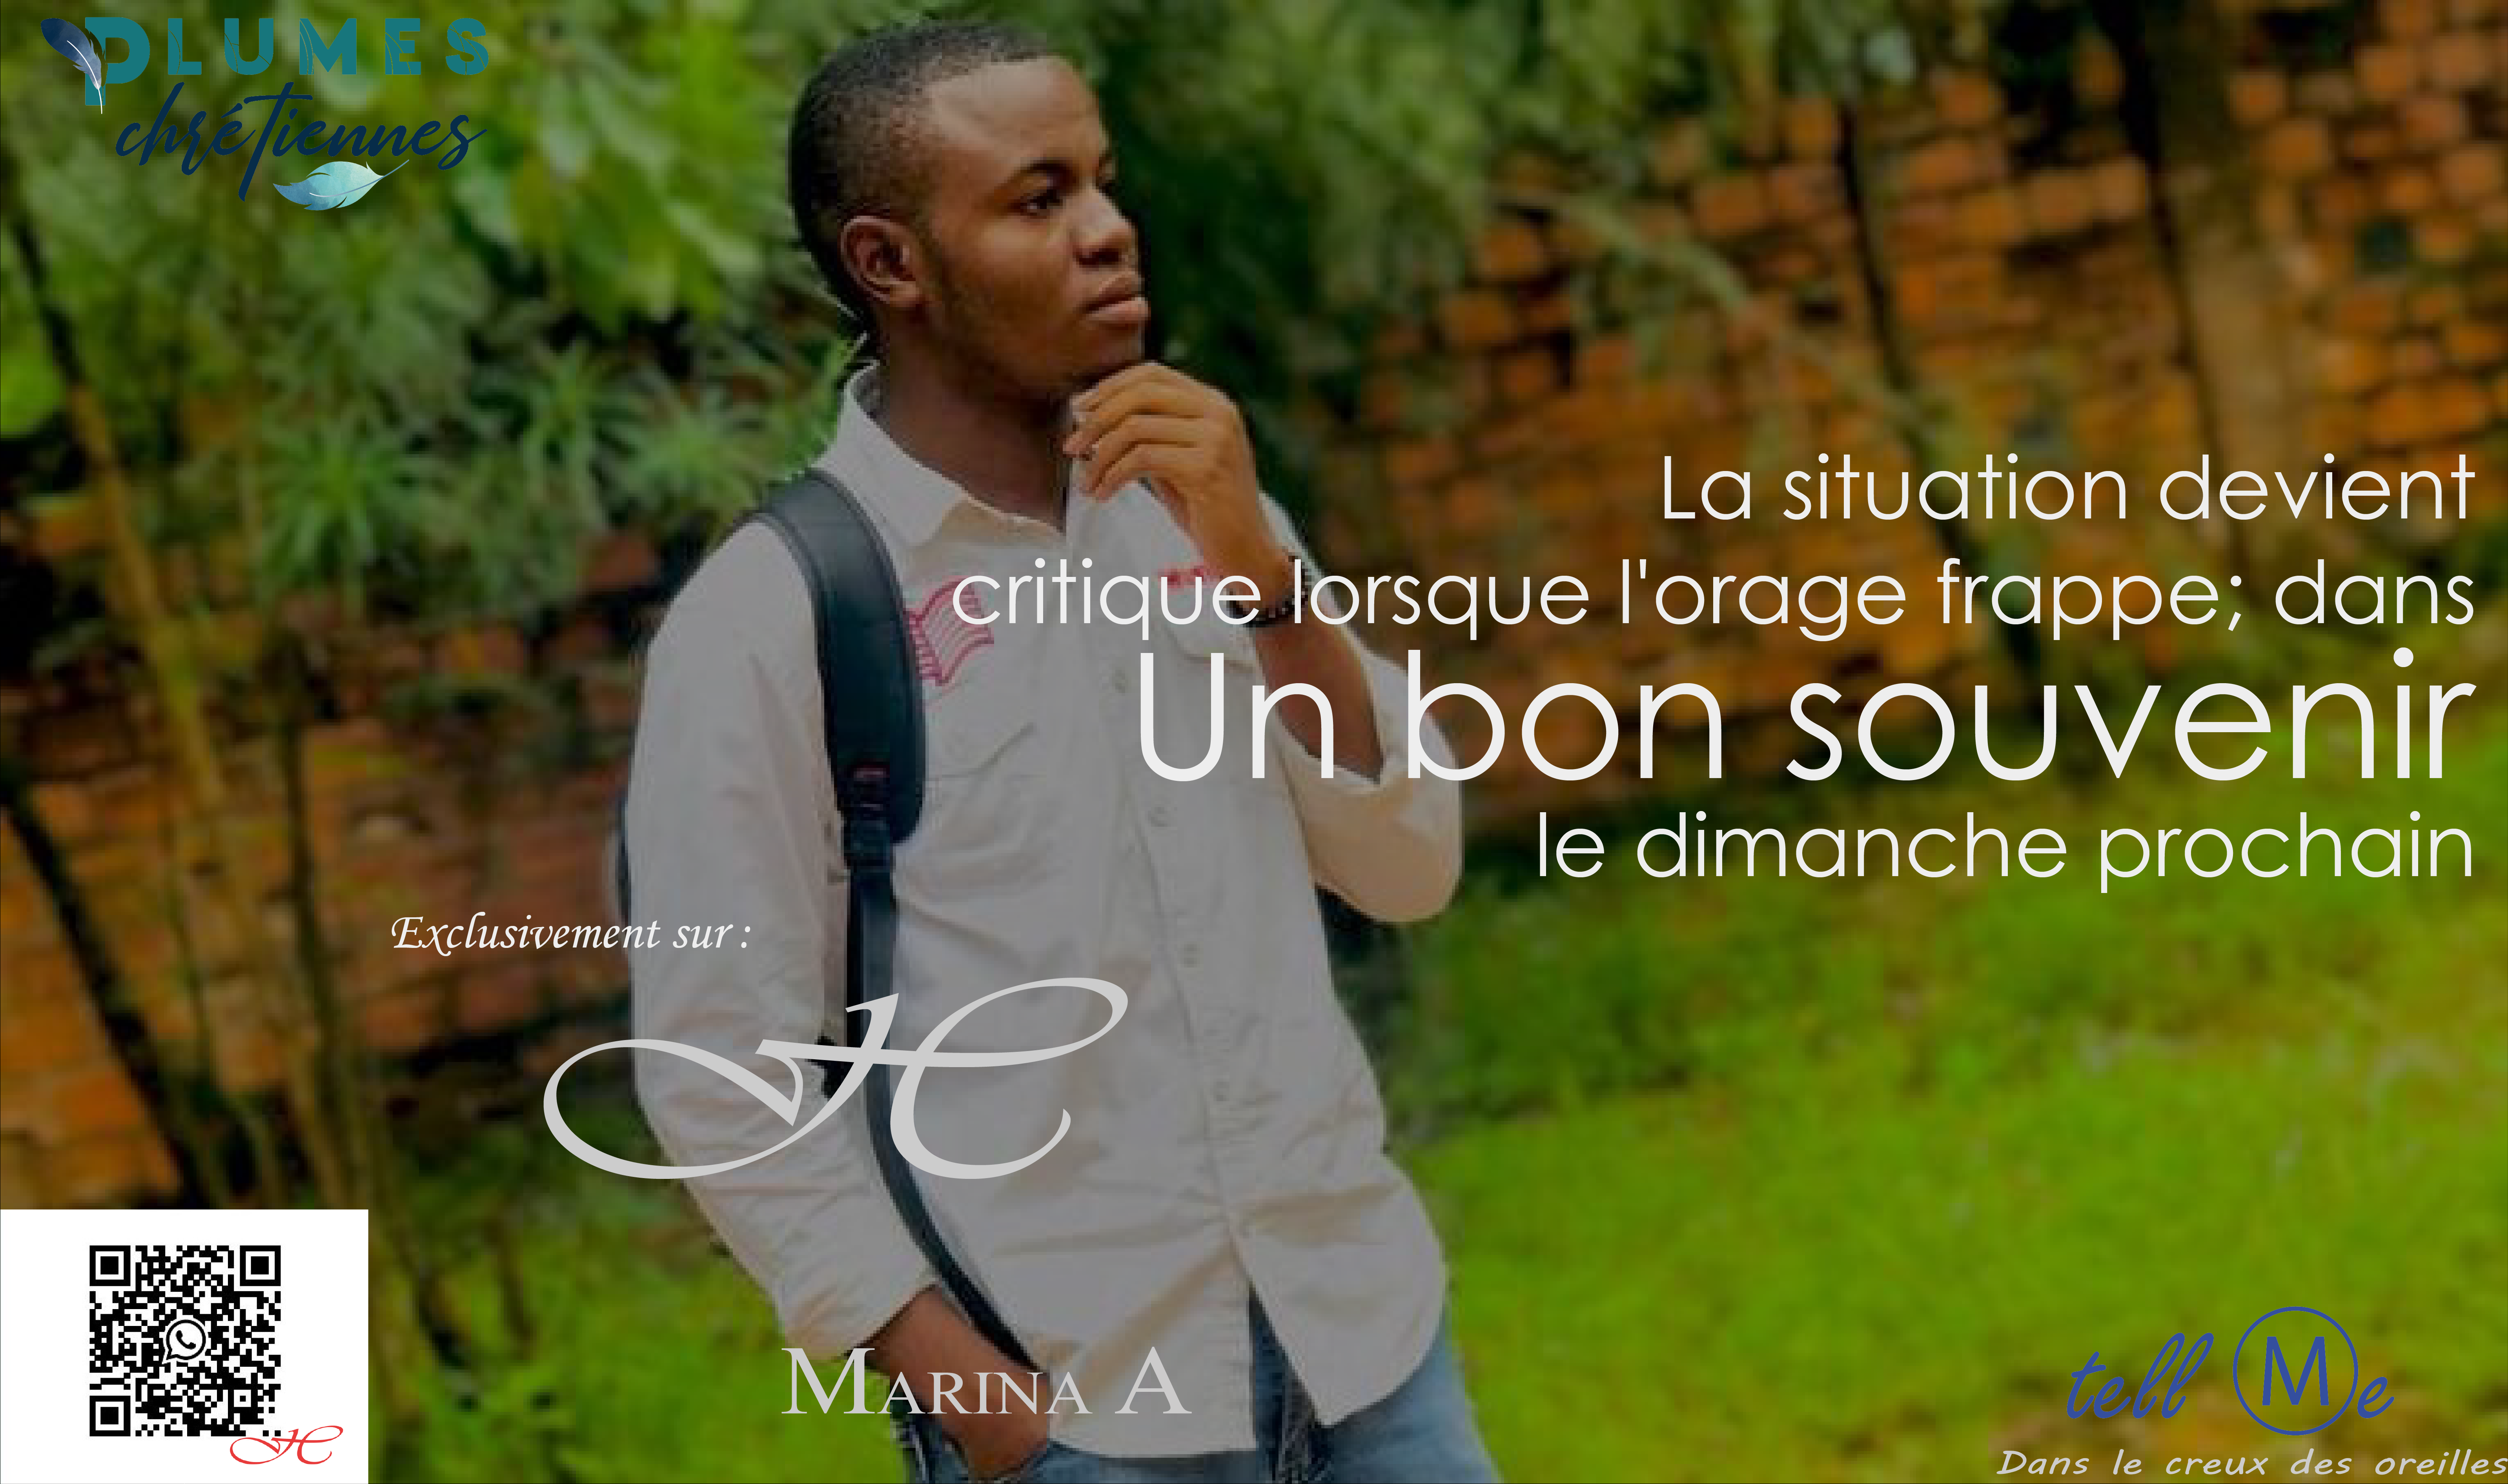 PLUMES
chrétiennes
La situation devient
critique lorsque l'orage frappe; dans
Un bon souvenir
le dimanche prochain
Exclusivement sur :
H
MARINA A
H
tell Me
Dans le creux des oreilles